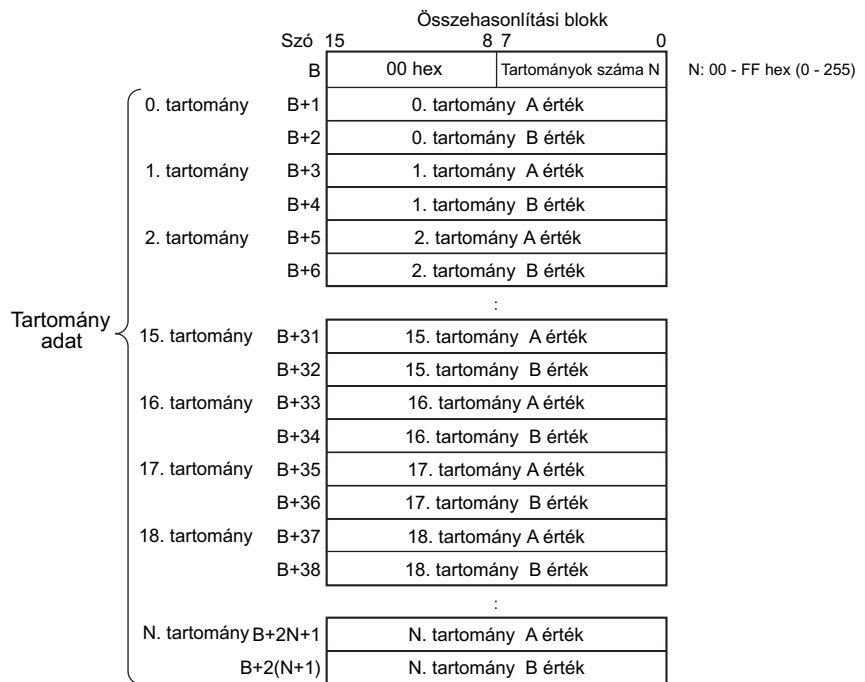 Összehasonlítási blokk
Szó 15 8 7 0
B 00 hex Tartományok száma N N: 00 - FF hex (0 - 255)
0. tartomány B+1 0. tartomány A érték
B+2 0. tartomány B érték
1. tartomány B+3 1. tartomány A érték
B+4 1. tartomány B érték
2. tartomány B+5 2. tartomány A érték
B+6 2. tartomány B érték
:
Tartomány
adat
15. tartomány B+31 15. tartomány A érték
B+32 15. tartomány B érték
16. tartomány B+33 16. tartomány A érték
B+34 16. tartomány B érték
17. tartomány B+35 17. tartomány A érték
B+36 17. tartomány B érték
18. tartomány B+37 18. tartomány A érték
B+38 18. tartomány B érték
:
N. tartomány B+2N+1 N. tartomány A érték
B+2(N+1) N. tartomány B érték